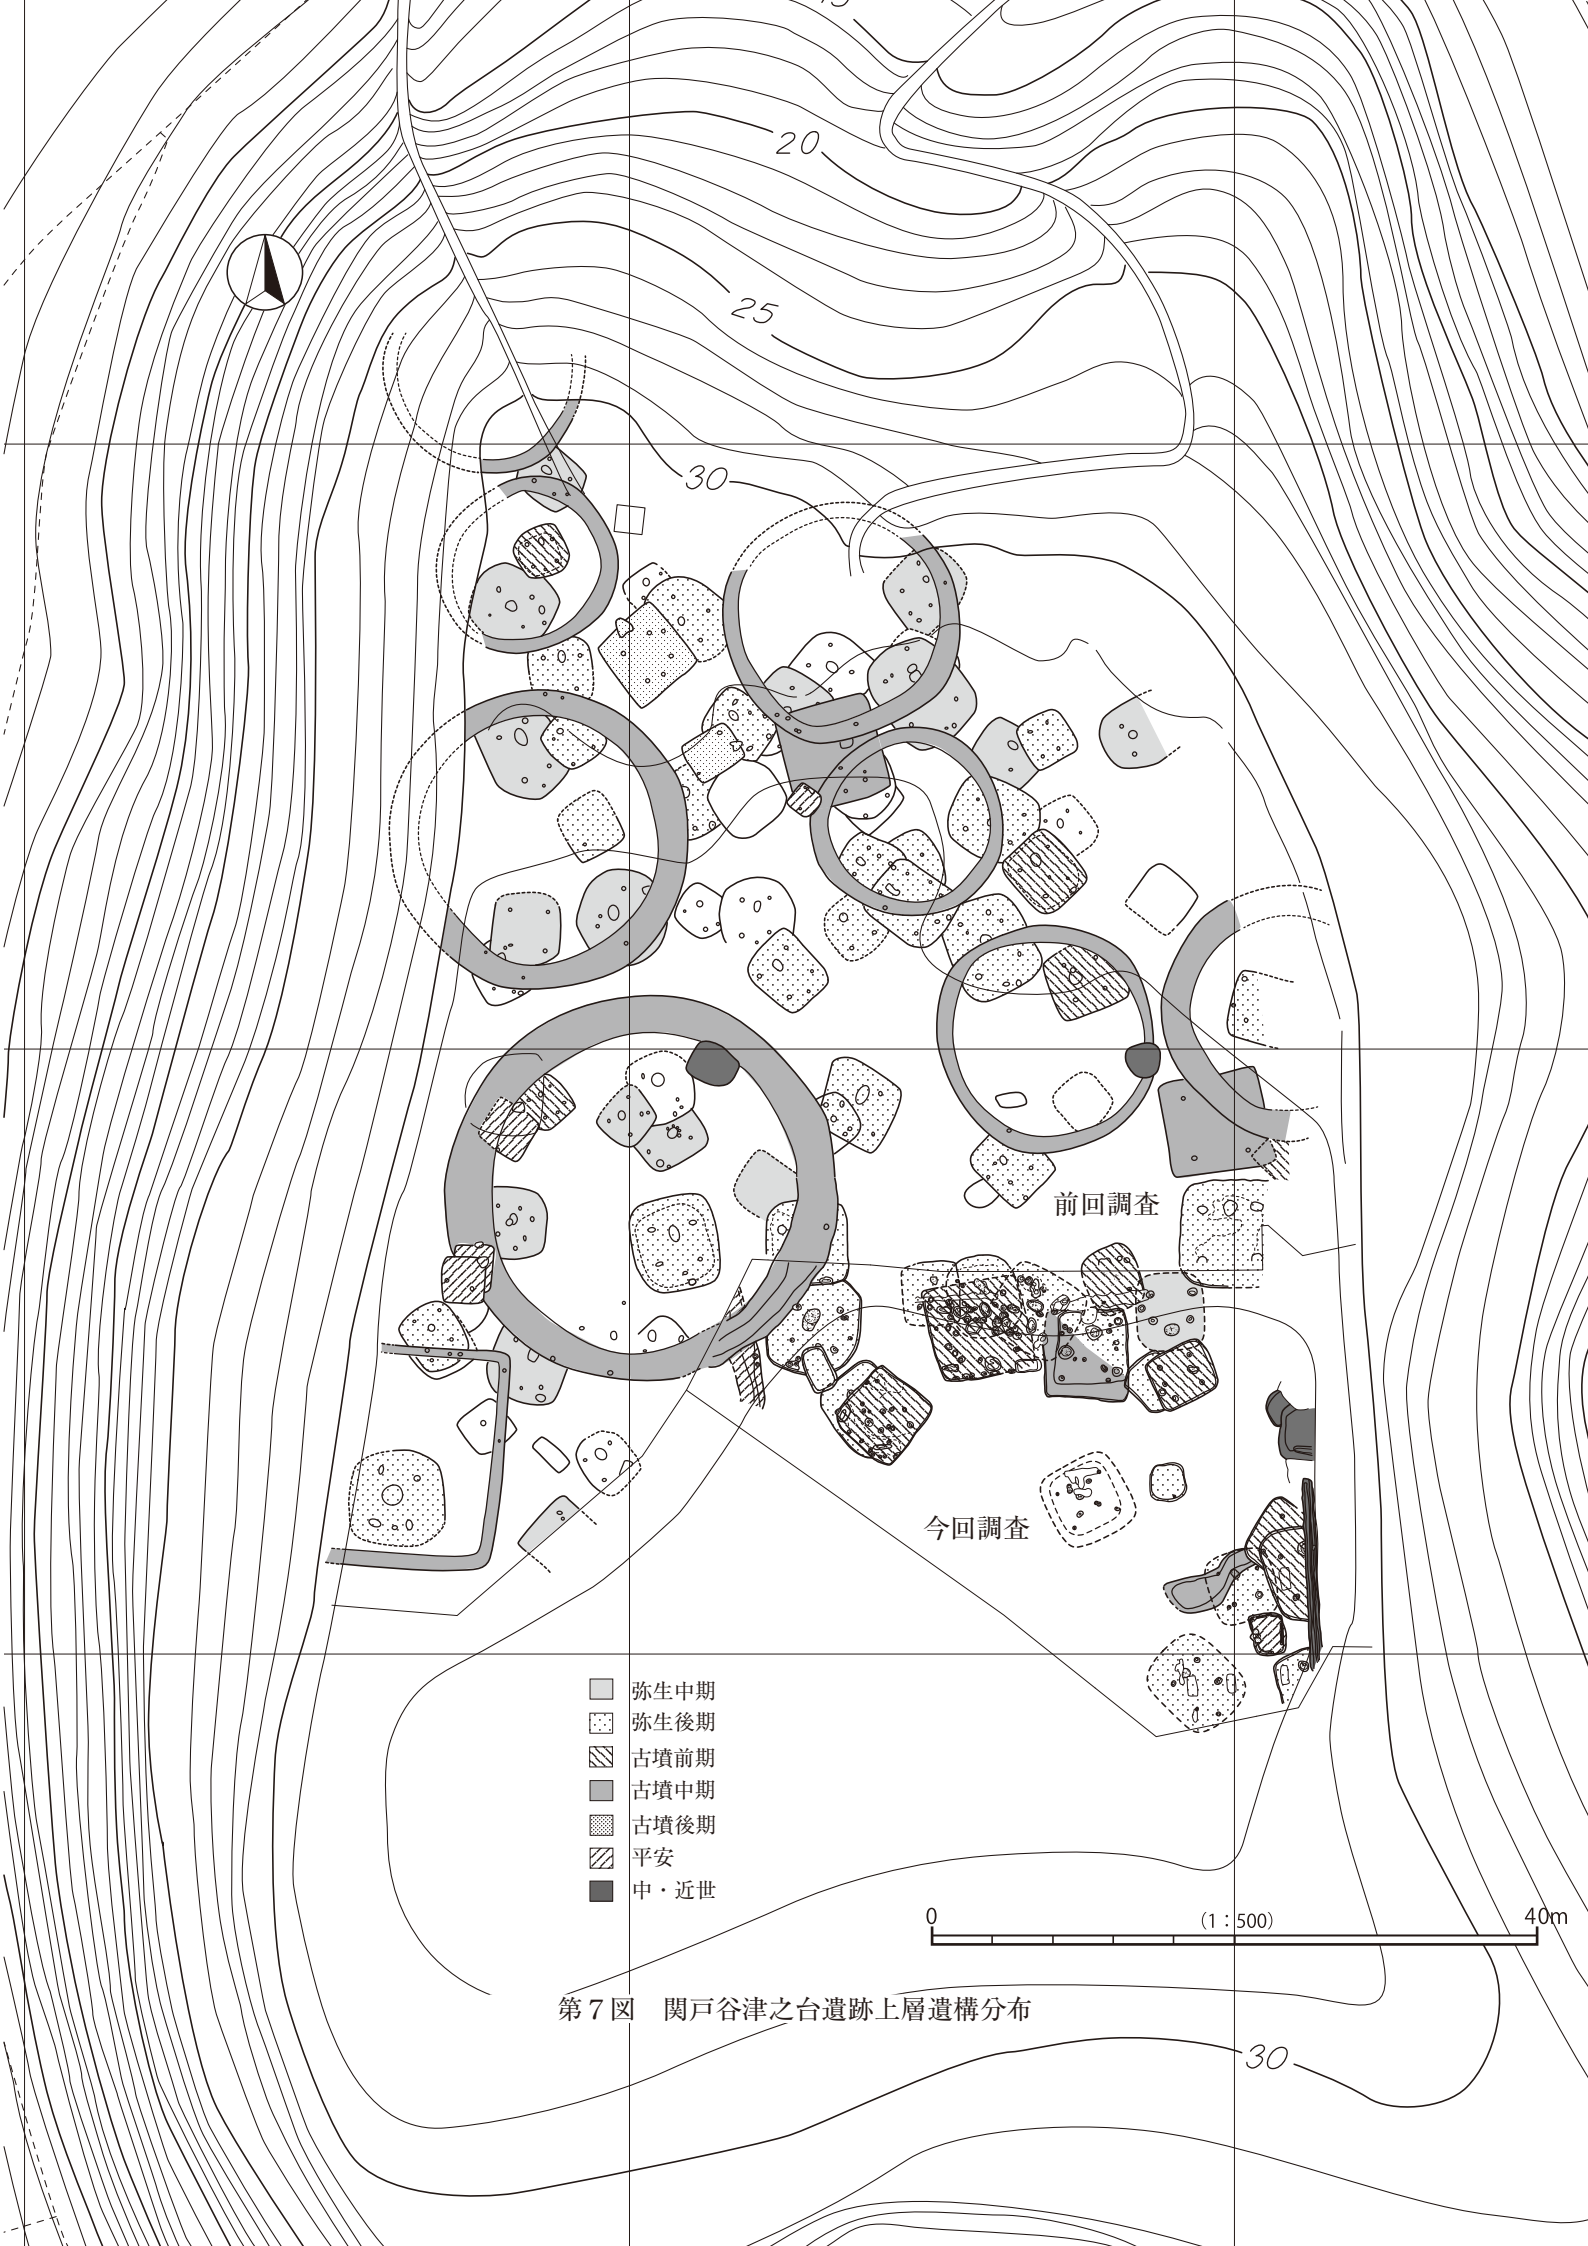 20
25
30
前回調査
今回調査
弥生中期
弥生後期
古墳前期
古墳中期
古墳後期
平安
中・近世
0 (1：500) 40m
第７図　関戸谷津之台遺跡上層遺構分布
30